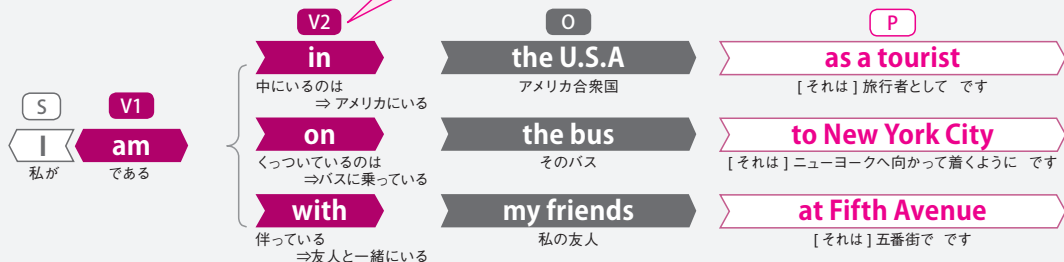 V2 O P
in the U.S.A as a tourist
中にいるのは アメリカ合衆国 [それは] 旅行者として です
⇒ アメリカにいる
S V1
I am on the bus to New York City
私が である くっついているのは そのバス [それは] ニューヨークへ向かって着くように です
⇒バスに乗っている
with my friends at Fifth Avenue
伴っている 私の友人 [それは] 五番街で です
⇒友人と一緒にいる